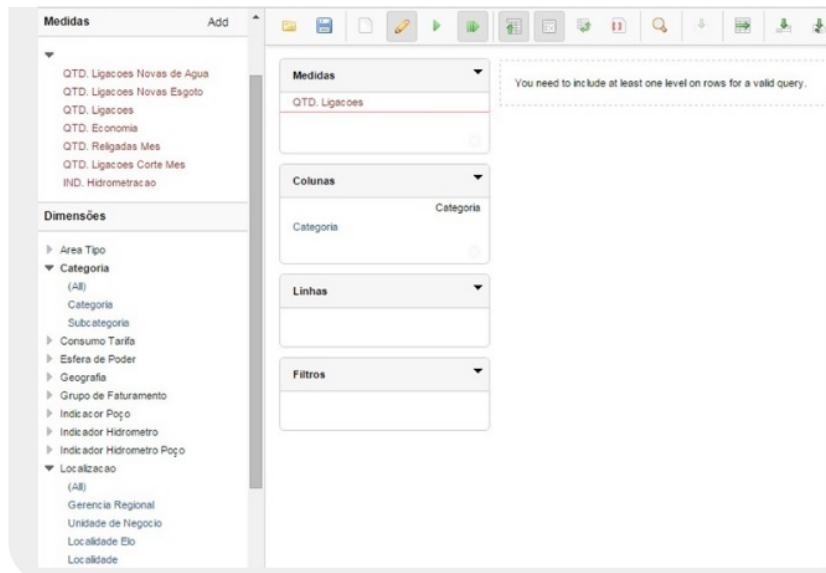 Medidas Add
QTD. Ligacoes Novas de Agua
QTD. Ligacoes Novas Esgoto
QTD. Ligacoes
QTD. Economia
QTD. Religadas Mes
QTD. Ligacoes Corte Mes
IND. Hidrometracao
Dimensões
Area Tipo
Categoria
(All)
Categoria
Subcategoria
Consumo Tarifa
Esfera de Poder
Geografia
Grupo de Faturamento
Indicacor Poço
Indicador Hidrometro
Indicador Hidrometro Poço
Localizacao
(All)
Gerencia Regional
Unidade de Negocio
Localidade Elo
Localidade
Medidas
QTD. Ligacoes
Colunas
Categoria
Categoria
Linhas
Filtros
You need to include at least one level on rows for a valid query.